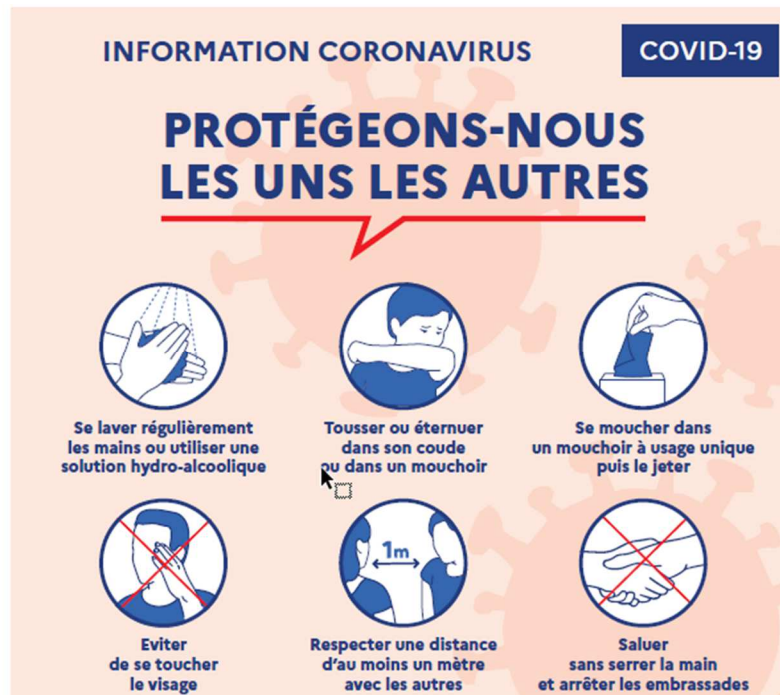 INFORMATION CORONAVIRUS
COVID-19
PROTÉGEONS-NOUS
LES UNS LES AUTRES
Se laver régulièrement
les mains ou utiliser une
solution hydro-alcoolique
Tousser ou éternuer
dans son coude
ou dans un mouchoir
Se moucher dans
un mouchoir à usage unique
puis le jeter
Eviter
de se toucher
le visage
1m
Respecter une distance
d'au moins un mètre
avec les autres
Saluer
sans serrer la main
et arrêter les embrassades